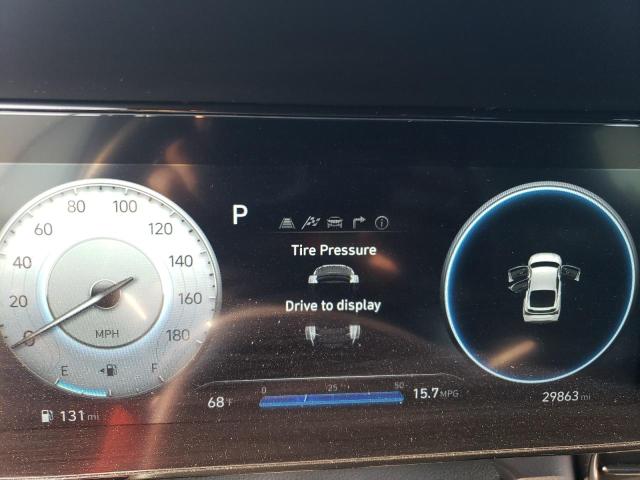 80 100
60 120
40 140
20 160
0 180
MPH
E F
131 mi
P
Tire Pressure
Drive to display
0 25 50
68°F
15.7 MPG
29863 mi